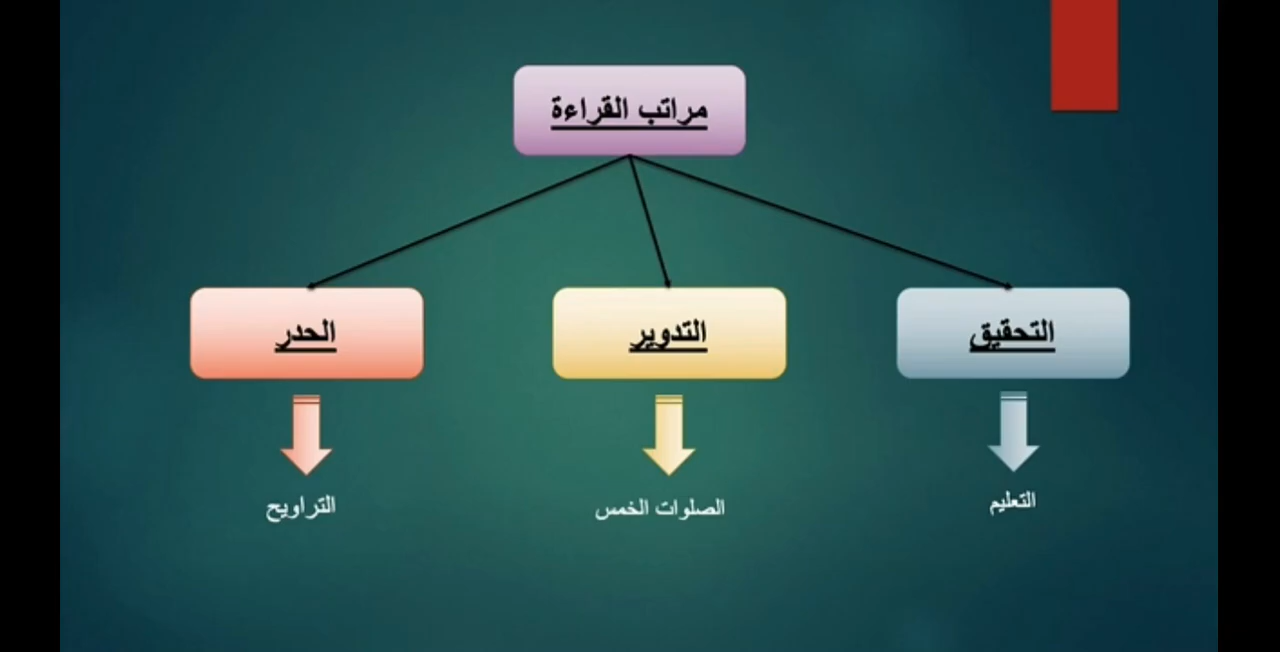 مراتب القراءة
التحقيق
التدوير
الحدر
التعليم
الصلوات الخمس
التراويح